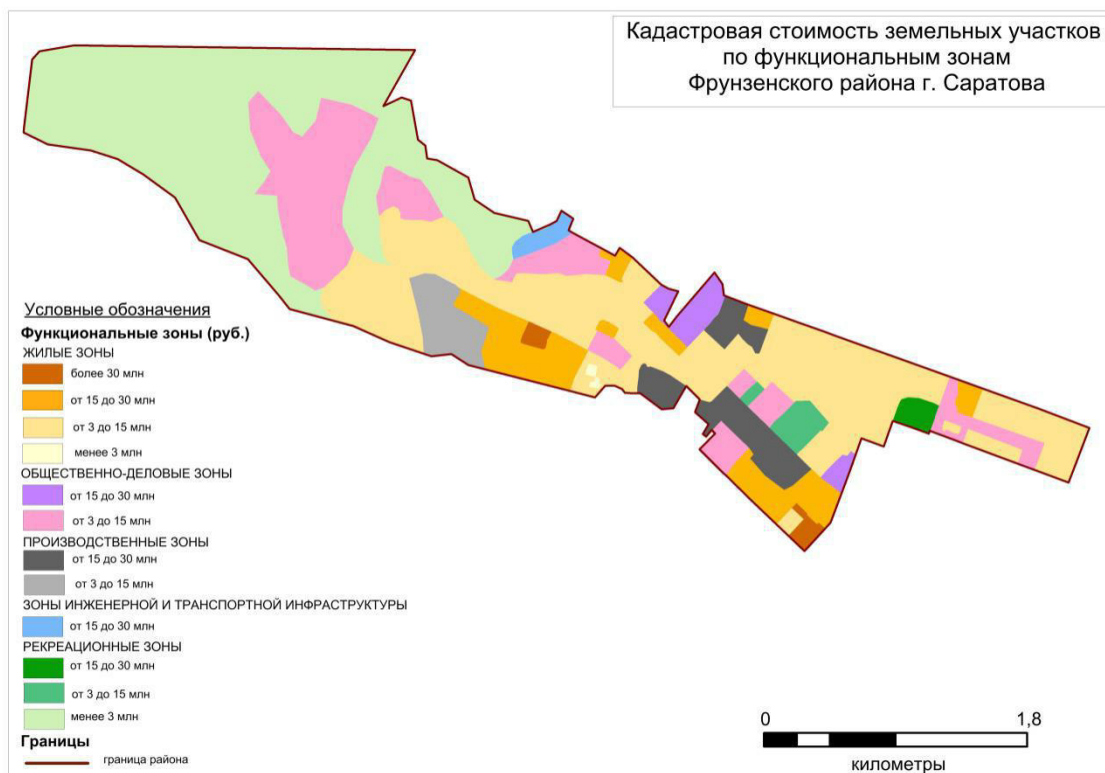 Кадастровая стоимость земельных участков
по функциональным зонам
Фрунзенского района г. Саратова
Условные обозначения
Функциональные зоны (руб.)
ЖИЛЫЕ ЗОНЫ
более 30 млн
от 15 до 30 млн
от 3 до 15 млн
менее 3 млн
ОБЩЕСТВЕННО-ДЕЛОВЫЕ ЗОНЫ
от 15 до 30 млн
от 3 до 15 млн
ПРОИЗВОДСТВЕННЫЕ ЗОНЫ
от 15 до 30 млн
от 3 до 15 млн
ЗОНЫ ИНЖЕНЕРНОЙ И ТРАНСПОРТНОЙ ИНФРАСТРУКТУРЫ
от 15 до 30 млн
РЕКРЕАЦИОННЫЕ ЗОНЫ
от 15 до 30 млн
от 3 до 15 млн
менее 3 млн
Границы
граница района
0 1,8
километры